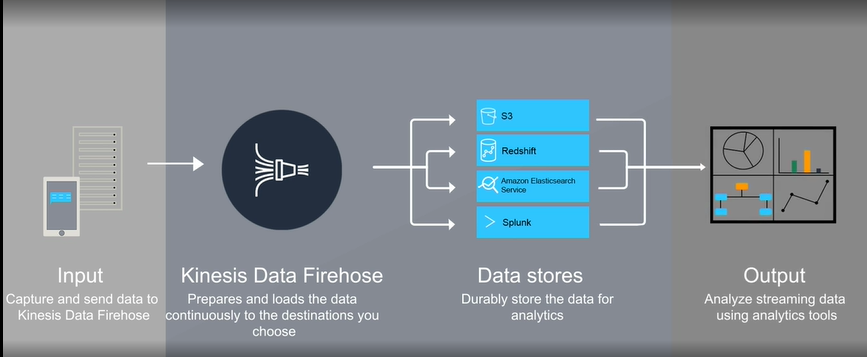 S3
Redshift
Amazon Elasticsearch
Service
Splunk
Input
Capture and send data to
Kinesis Data Firehose
Kinesis Data Firehose
Prepares and loads the data
continuously to the destinations you
choose
Data stores
Durably store the data for
analytics
Output
Analyze streaming data
using analytics tools